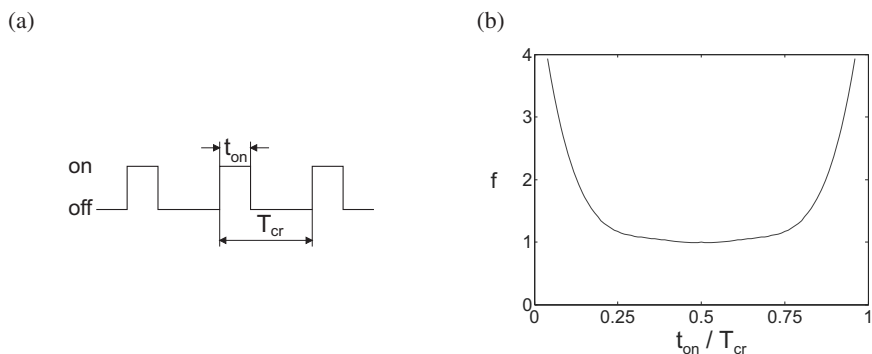 (a)
(b)
on
off
t_on
T_cr
f
4
3
2
1
0
0
0.25
0.5
0.75
1
t_on / T_cr